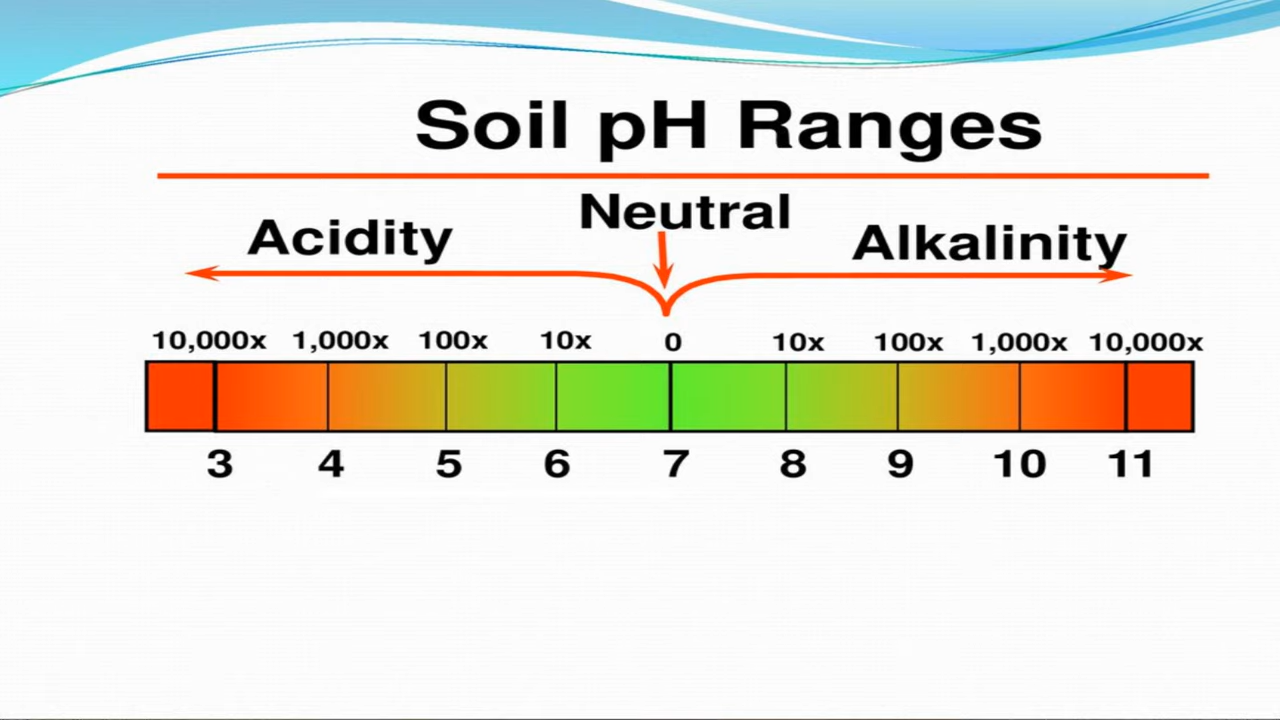 Soil pH Ranges
Neutral
Acidity
Alkalinity
10,000x 1,000x 100x 10x 0 10x 100x 1,000x 10,000x
3 4 5 6 7 8 9 10 11